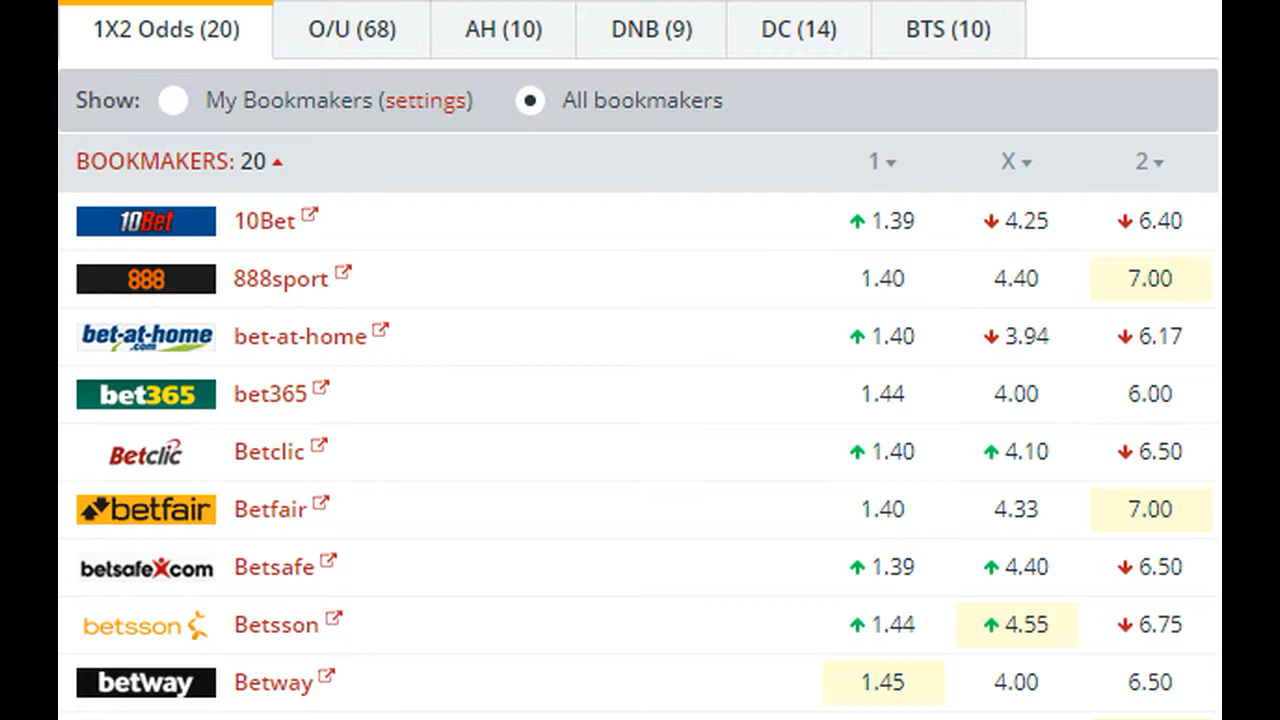 1X2 Odds (20) O/U (68) AH (10) DNB (9) DC (14) BTS (10)
Show: My Bookmakers (settings) All bookmakers
BOOKMAKERS: 20 1 X 2
10Bet 10Bet 1.39 4.25 6.40
888 888sport 1.40 4.40 7.00
bet-at-home .com bet-at-home 1.40 3.94 6.17
bet365 bet365 1.44 4.00 6.00
Betclic Betclic 1.40 4.10 6.50
betfair Betfair 1.40 4.33 7.00
betsafe.com Betsafe 1.39 4.40 6.50
betsson Betsson 1.44 4.55 6.75
betway Betway 1.45 4.00 6.50